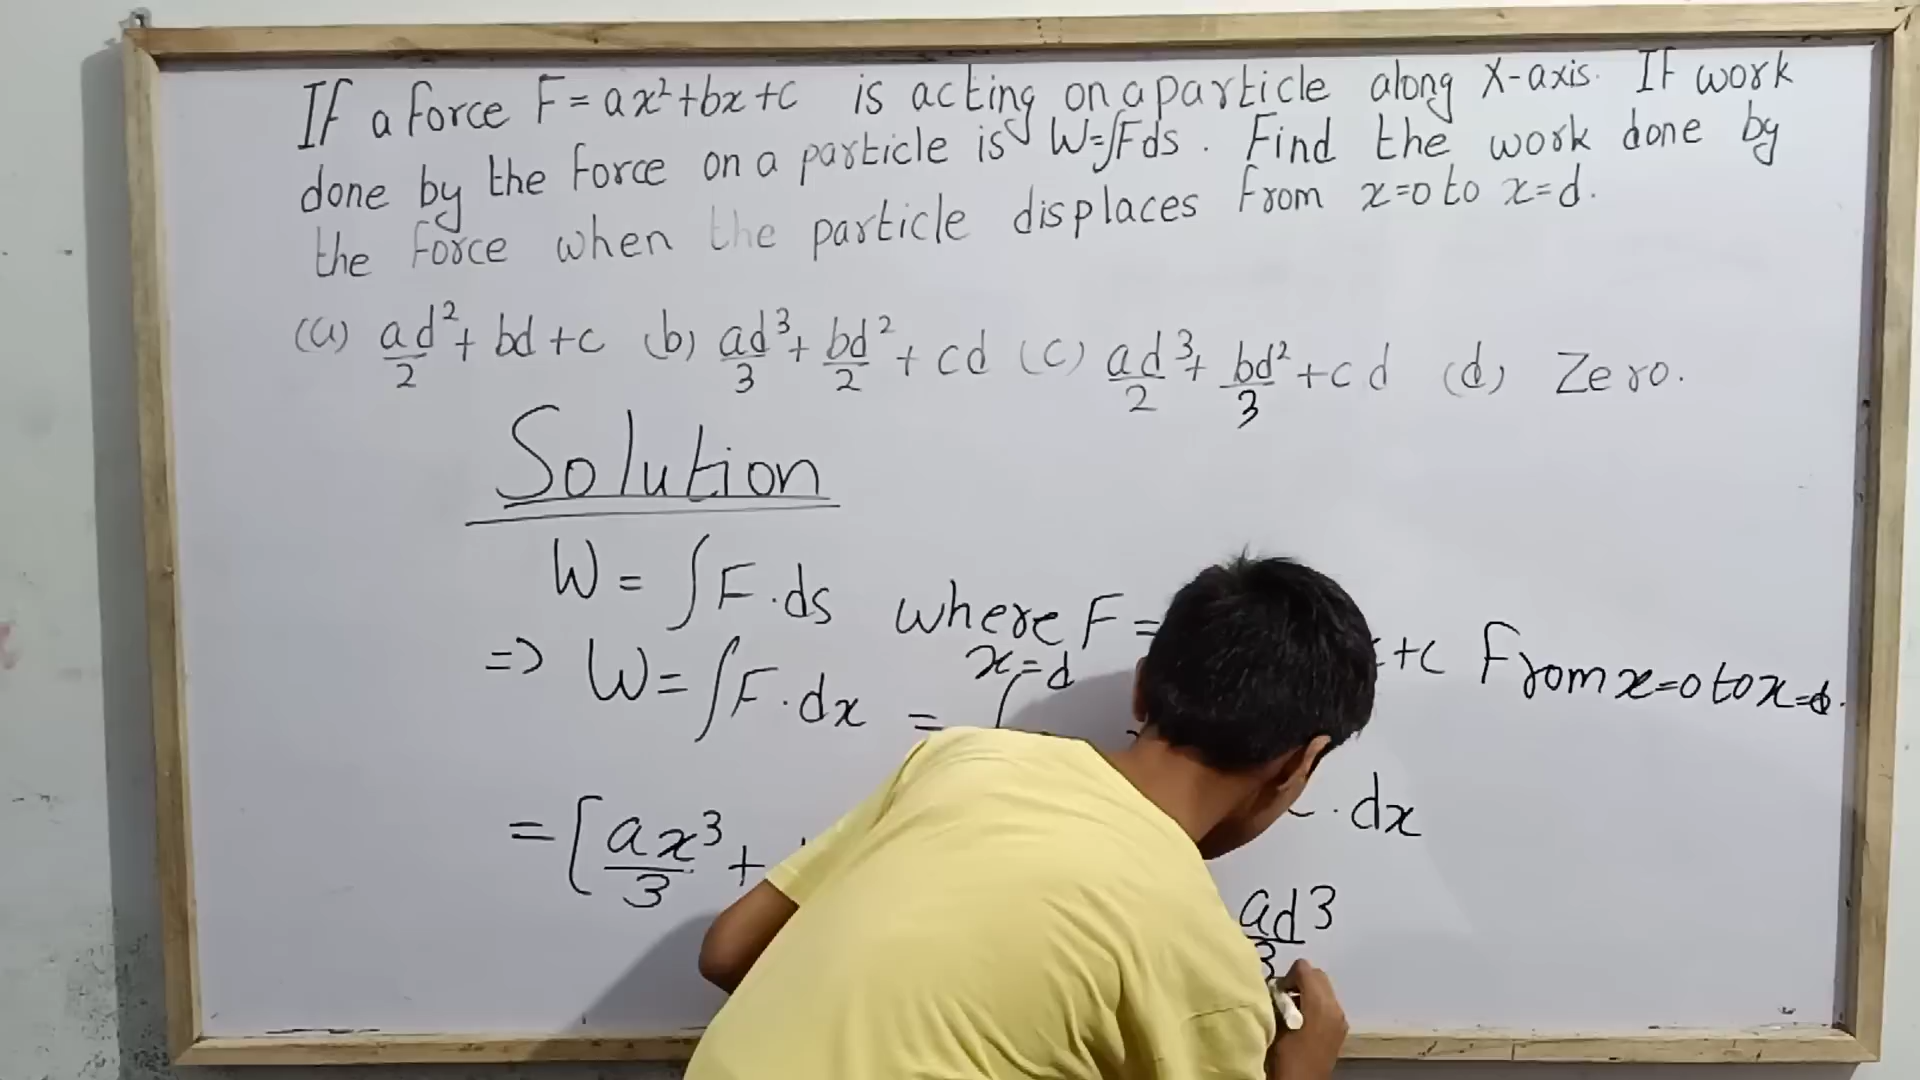 If a force F = ax²+bx+c is acting on a particle along X-axis. If work
done by the force on a particle is W=∫Fds. Find the work done by
the force when the particle displaces from x=0 to x=d.
(a) ad²/2 + bd + c (b) ad³/3 + bd²/2 + cd (c) ad³/2 + bd²/3 + cd (d) Zero.
Solution
W = ∫F.ds where F = +c From x=0 to x=d.
=> W = ∫F.dx = x=d ∫ . dx
= [ax³/3 + ad³/3